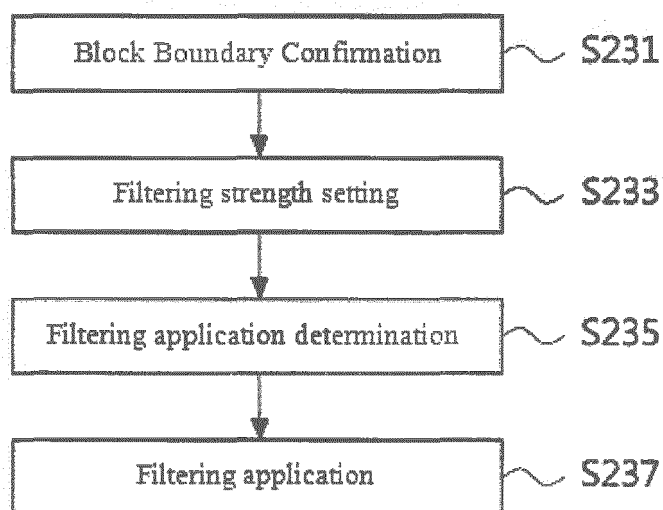 Block Boundary Confirmation
S231
Filtering strength setting
S233
Filtering application determination
S235
Filtering application
S237